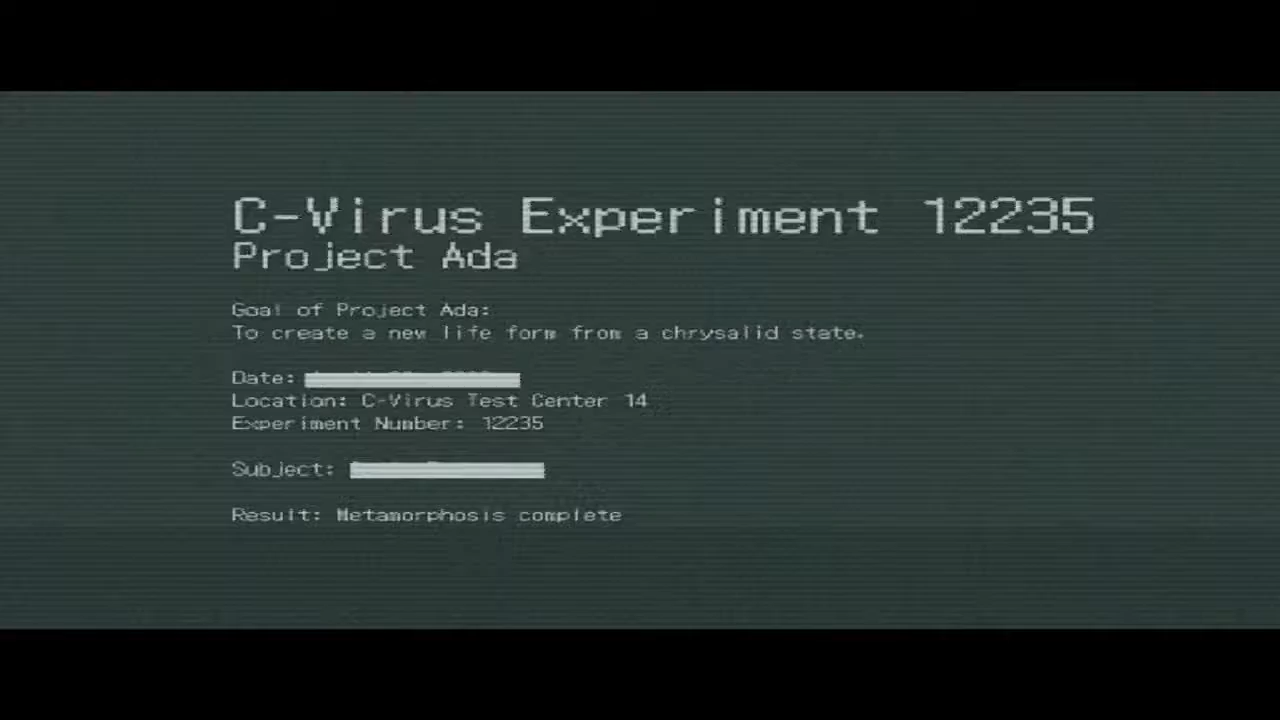 C-Virus Experiment 12235
Project Ada
Goal of Project Ada:
To create a new life form from a chrysalid state.
Date:
Location: C-Virus Test Center 14
Experiment Number: 12235
Subject:
Result: Metamorphosis complete